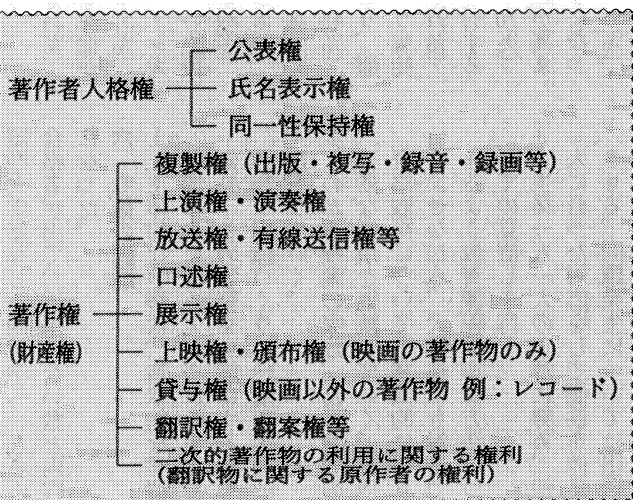 公表権
著作者人格権
氏名表示権
同一性保持権
複製権（出版・複写・録音・録画等）
上演権・演奏権
放送権・有線送信権等
口述権
著作権
展示権
(財産権)
上映権・頒布権（映画の著作物のみ）
貸与権（映画以外の著作物 例：レコード）
翻訳権・翻案権等
二次的著作物の利用に関する権利
（翻訳物に関する原作者の権利）